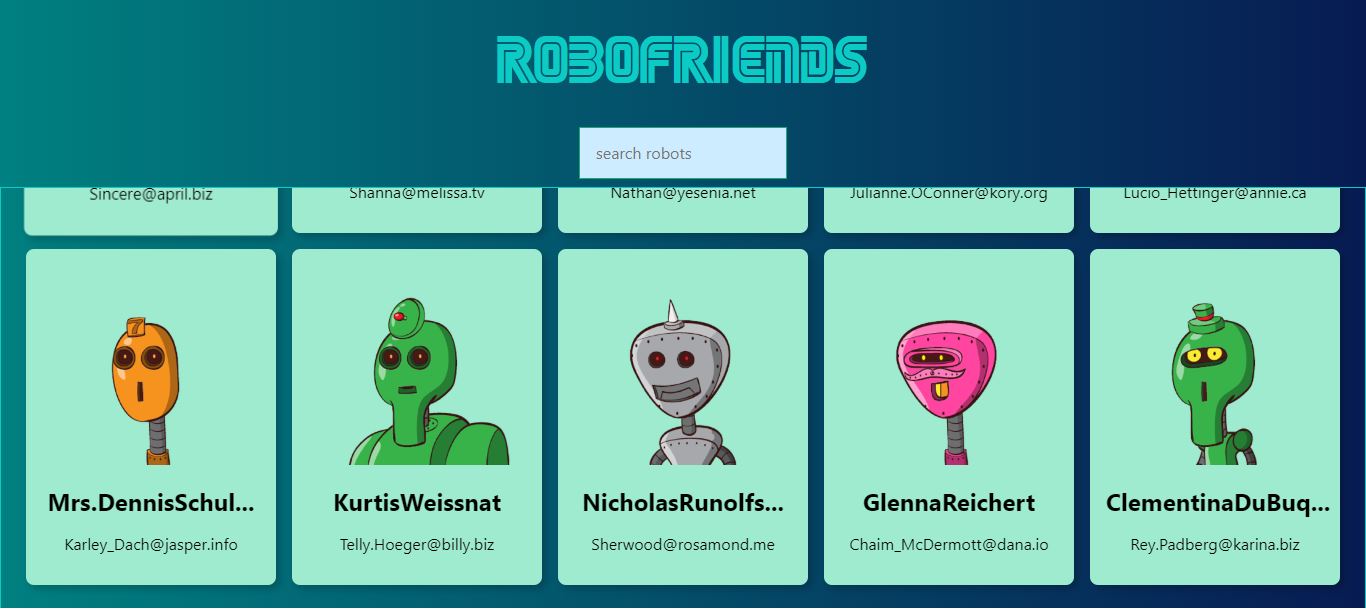 ROBOFRIENDS
search robots
Sincere@april.biz
Shanna@melissa.tv
Nathan@yesenia.net
Julianne.OConner@kory.org
Lucio_Hettinger@annie.ca
7
Mrs.DennisSchul...
KurtisWeissnat
NicholasRunolfs...
GlennaReichert
ClementinaDuBuq...
Karley_Dach@jasper.info
Telly.Hoeger@billy.biz
Sherwood@rosamond.me
Chaim_McDermott@dana.io
Rey.Padberg@karina.biz